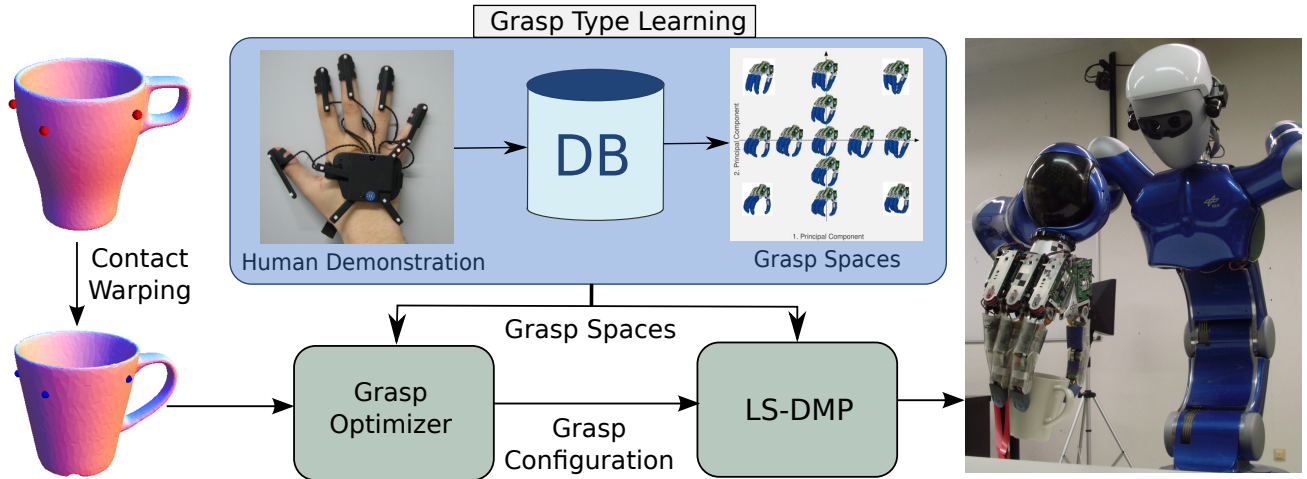 Grasp Type Learning
DB
2. Principal Component
1. Principal Component
Human Demonstration
Grasp Spaces
Contact
Warping
Grasp Spaces
Grasp
Optimizer
LS-DMP
Grasp
Configuration